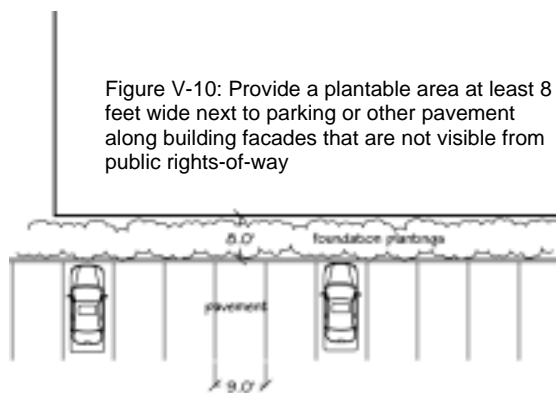 Figure V-10: Provide a plantable area at least 8
feet wide next to parking or other pavement
along building facades that are not visible from
public rights-of-way
8.0' foundation plantings
pavement
9.0'